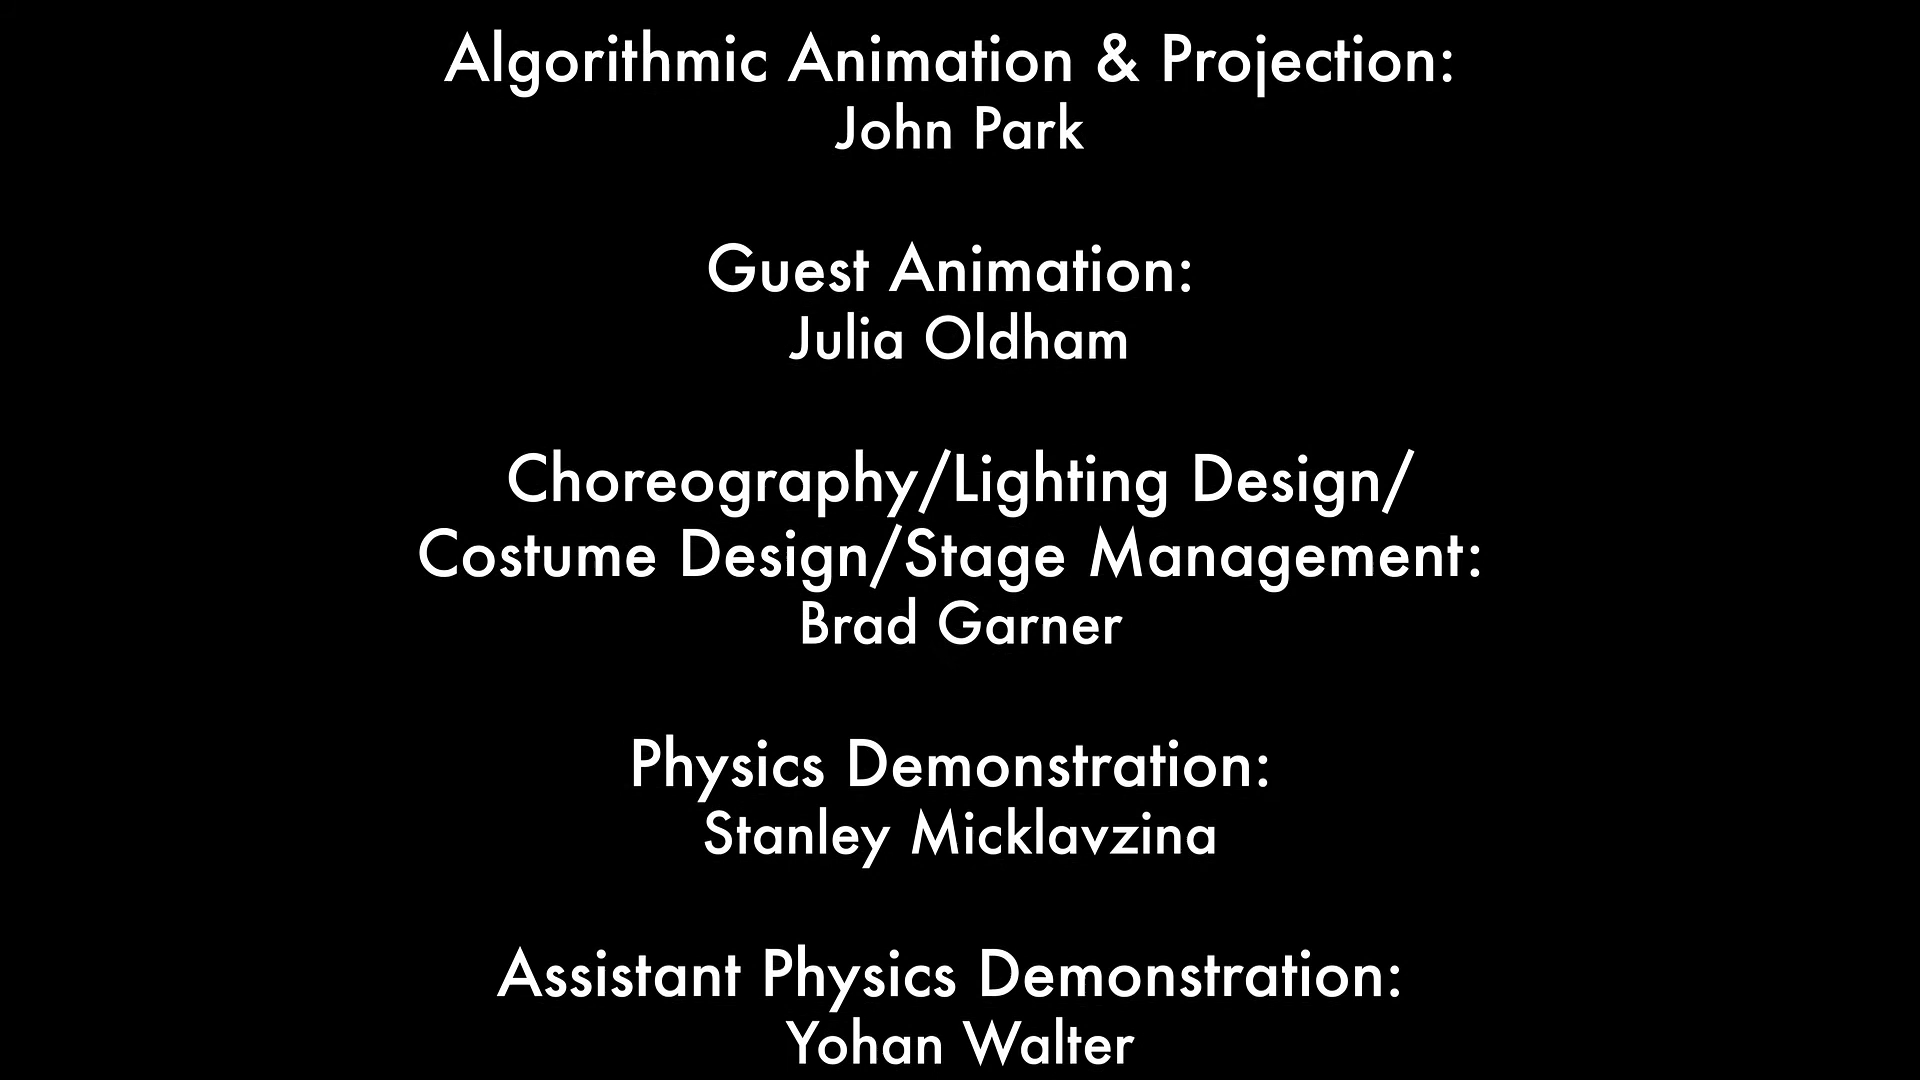 Algorithmic Animation & Projection:
John Park
Guest Animation:
Julia Oldham
Choreography/Lighting Design/
Costume Design/Stage Management:
Brad Garner
Physics Demonstration:
Stanley Micklavzina
Assistant Physics Demonstration:
Yohan Walter